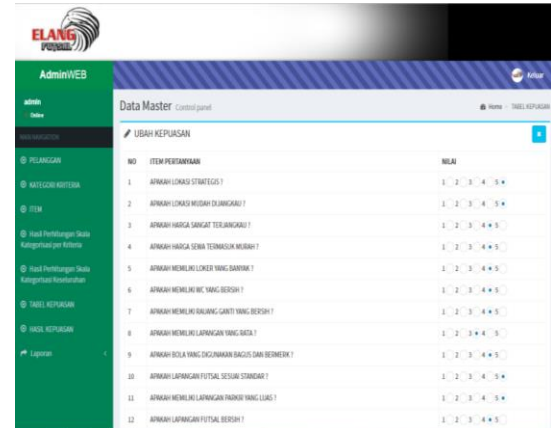 ELANG
FUTSAL
AdminWEB
Keluar
admin
Online
MAIN NAVIGATION
PELANGGAN
KATEGORI KRITERIA
ITEM
Hasil Perhitungan Skala
Kategorisasi per Kriteria
Hasil Perhitungan Skala
Kategorisasi Keseluruhan
TABEL KEPUASAN
HASIL KEPUASAN
Laporan
Data Master Control panel
Home > TABEL KEPUASAN
UBAH KEPUASAN
NO ITEM PERTANYAAN NILAI
1 APAKAH LOKASI STRATEGIS ? 1 2 3 4 5
2 APAKAH LOKASI MUDAH DIJANGKAU ? 1 2 3 4 5
3 APAKAH HARGA SANGAT TERJANGKAU ? 1 2 3 4 5
4 APAKAH HARGA SEWA TERMASUK MURAH ? 1 2 3 4 5
5 APAKAH MEMILIKI LOKER YANG BANYAK ? 1 2 3 4 5
6 APAKAH MEMILIKI WC YANG BERSIH ? 1 2 3 4 5
7 APAKAH MEMILIKI RAUANG GANTI YANG BERSIH ? 1 2 3 4 5
8 APAKAH MEMILIKI LAPANGAN YANG RATA ? 1 2 3 4 5
9 APAKAH BOLA YANG DIGUNAKAN BAGUS DAN BERMERK ? 1 2 3 4 5
10 APAKAH LAPANGAN FUTSAL SESUAI STANDAR ? 1 2 3 4 5
11 APAKAH MEMILIKI LAPANGAN PARKIR YANG LUAS ? 1 2 3 4 5
12 APAKAH LAPANGAN FUTSAL BERSIH ? 1 2 3 4 5